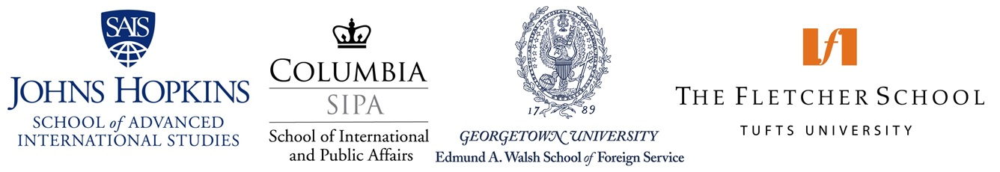 SAIS
JOHNS HOPKINS
SCHOOL of ADVANCED
INTERNATIONAL STUDIES
COLUMBIA
SIPA
School of International
and Public Affairs
17 89
GEORGETOWN UNIVERSITY
Edmund A. Walsh School of Foreign Service
f
THE FLETCHER SCHOOL
TUFTS UNIVERSITY